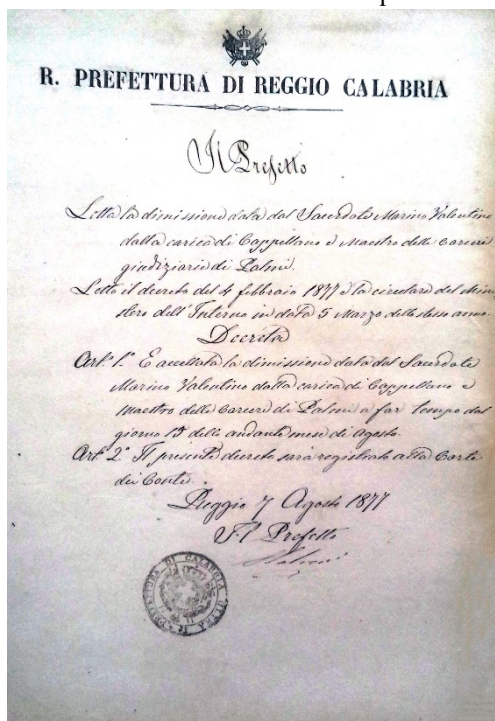 R. PREFETTURA DI REGGIO CALABRIA
Il Prefetto
Letta la dimissione data dal Sacerdote Marino Valentino
dalla carica di Cappellano e Maestro delle Carceri
giudiziarie di Palmi.
Letto il decreto del 4 febbraio 1877 e la circolare del Mini
stero dell'Interno in data 5 Marzo dello stesso anno.
Decreta
Art. 1.° È accettata la dimissione data dal Sacerdote
Marino Valentino dalla carica di Cappellano e
Maestro delle Carceri di Palmi a far tempo dal
giorno 15 dello andante mese di Agosto.
Art. 2.° Il presente decreto sarà registrato alla Corte
dei Conti.
Reggio 7 Agosto 1877
Il Prefetto
PREFETTURA DI CALABRIA ULTRA